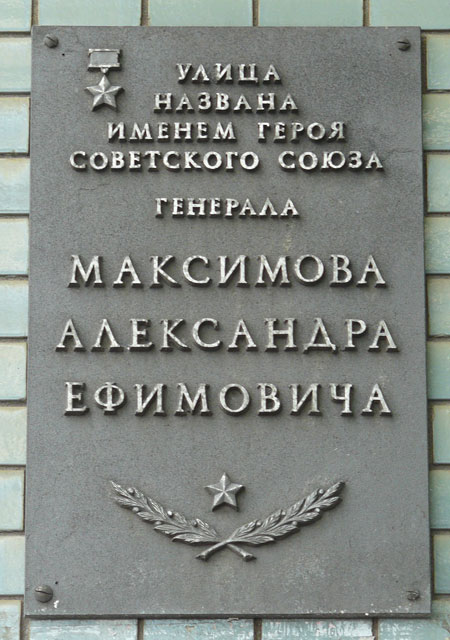 УЛИЦА
НАЗВАНА
ИМЕНЕМ ГЕРОЯ
СОВЕТСКОГО СОЮЗА
ГЕНЕРАЛА
МАКСИМОВА
АЛЕКСАНДРА
ЕФИМОВИЧА